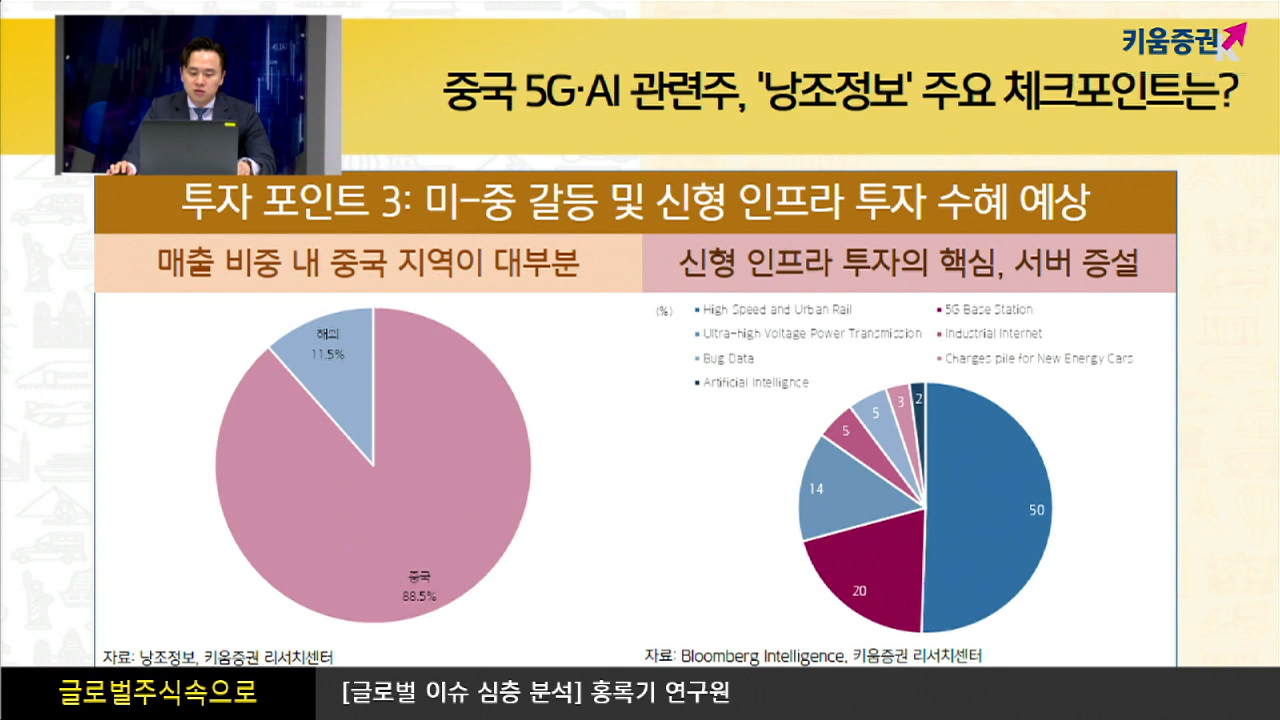 키움증권
중국 5G·AI 관련주, '낭조정보' 주요 체크포인트는?
투자 포인트 3: 미-중 갈등 및 신형 인프라 투자 수혜 예상
매출 비중 내 중국 지역이 대부분
신형 인프라 투자의 핵심, 서버 증설
(%)
High Speed and Urban Rail
5G Base Station
Ultra-high Voltage Power Transmission
Industrial Internet
Bug Data
Charges pile for New Energy Cars
Artificial Intelligence
해외
11.5%
중국
88.5%
2
3
5
5
14
20
50
자료: 낭조정보, 키움증권 리서치센터
자료: Bloomberg Intelligence, 키움증권 리서치센터
글로벌주식속으로
[글로벌 이슈 심층 분석] 홍록기 연구원